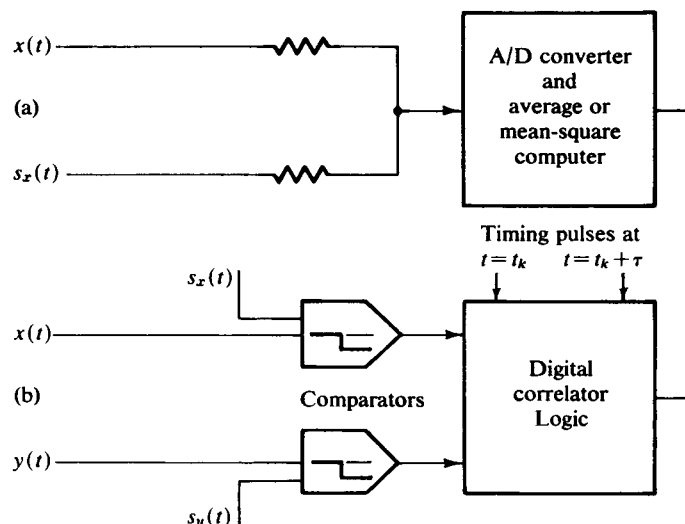 x(t)
A/D converter
and
average or
mean-square
computer
(a)
s_x(t)
Timing pulses at
t = t_k t = t_k + τ
s_x(t)
x(t)
Digital
correlator
Logic
(b)
Comparators
y(t)
s_y(t)